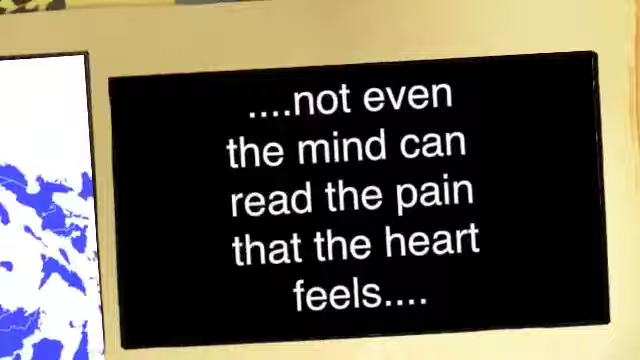 ....not even
the mind can
read the pain
that the heart
feels....